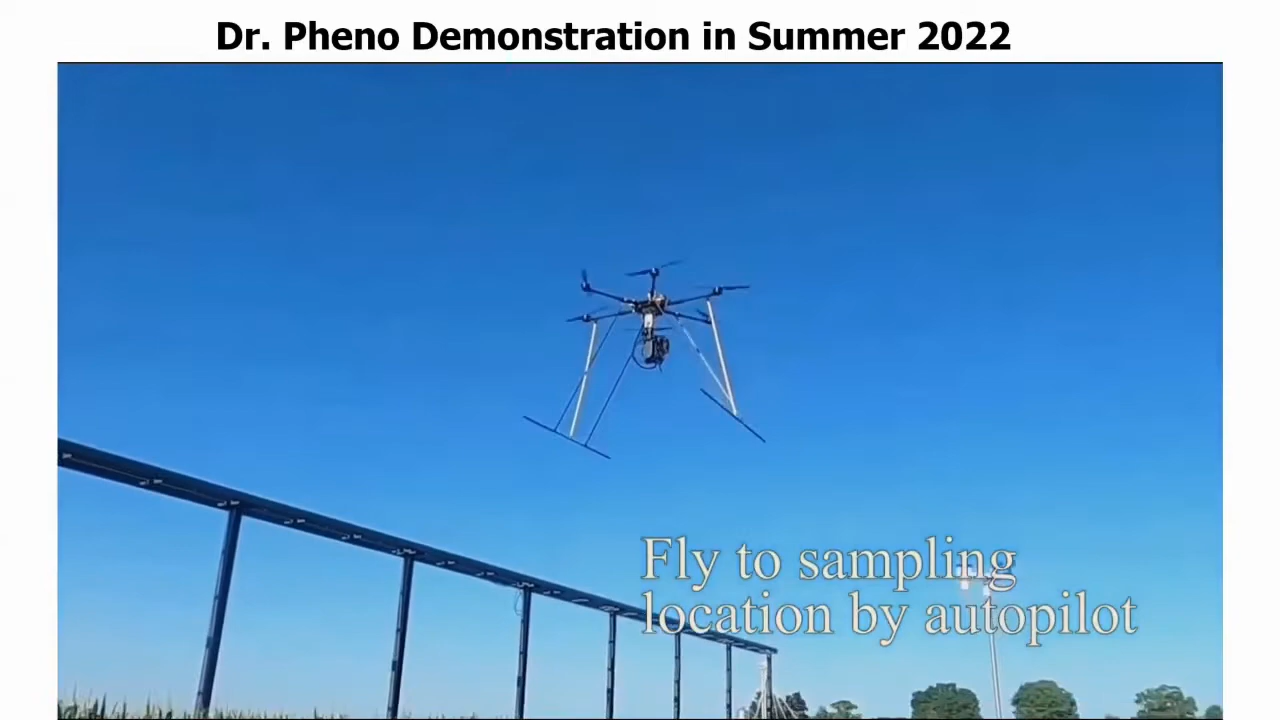 Dr. Pheno Demonstration in Summer 2022
Fly to sampling
location by autopilot